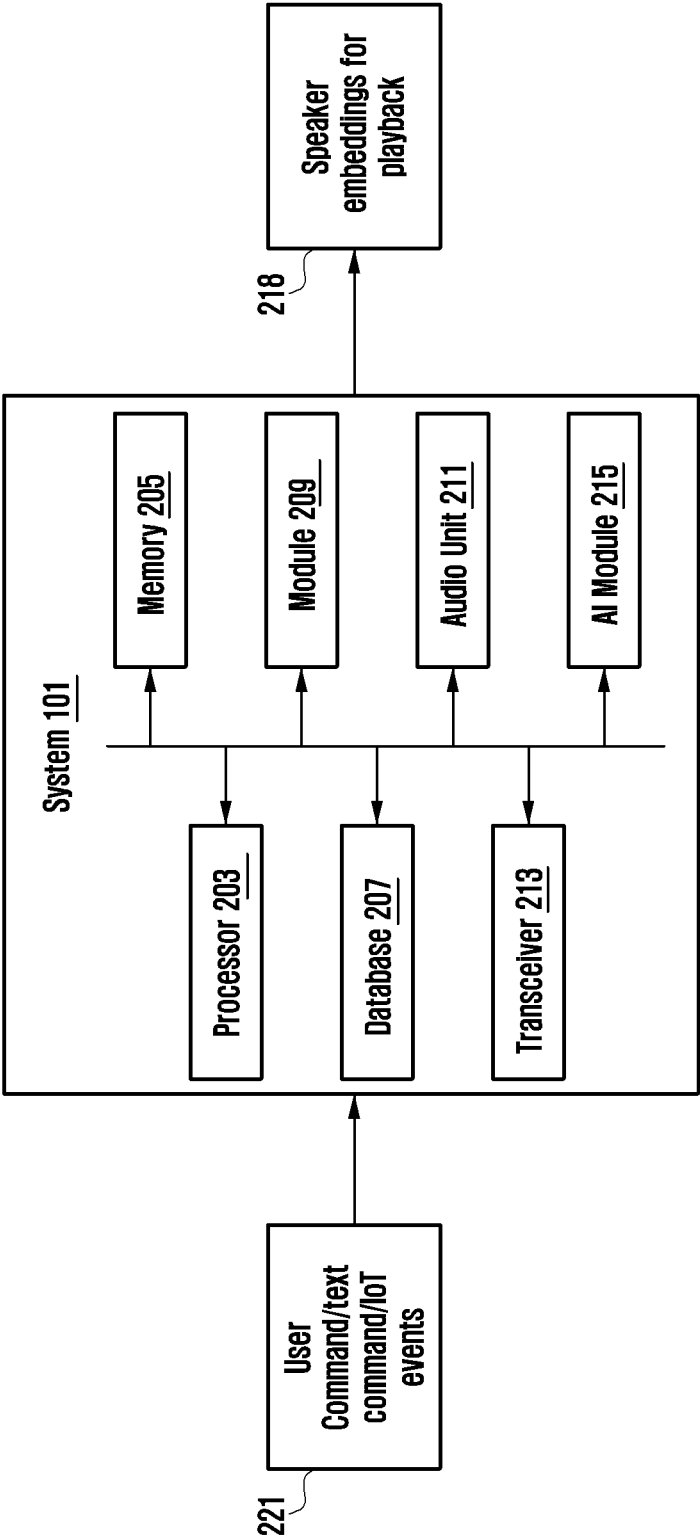 221
User
Command/text
command/IoT
events
System 101
Processor 203
Memory 205
Database 207
Module 209
Transceiver 213
Audio Unit 211
AI Module 215
218
Speaker
embeddings for
playback